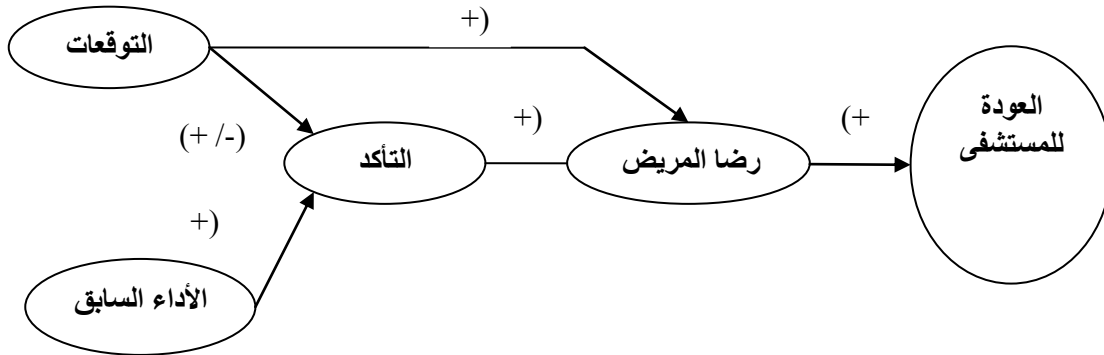 +)
التوقعات
العودة
للمستشفى
(+ /-)
+)
(+
التأكد
رضا المريض
+)
الأداء السابق